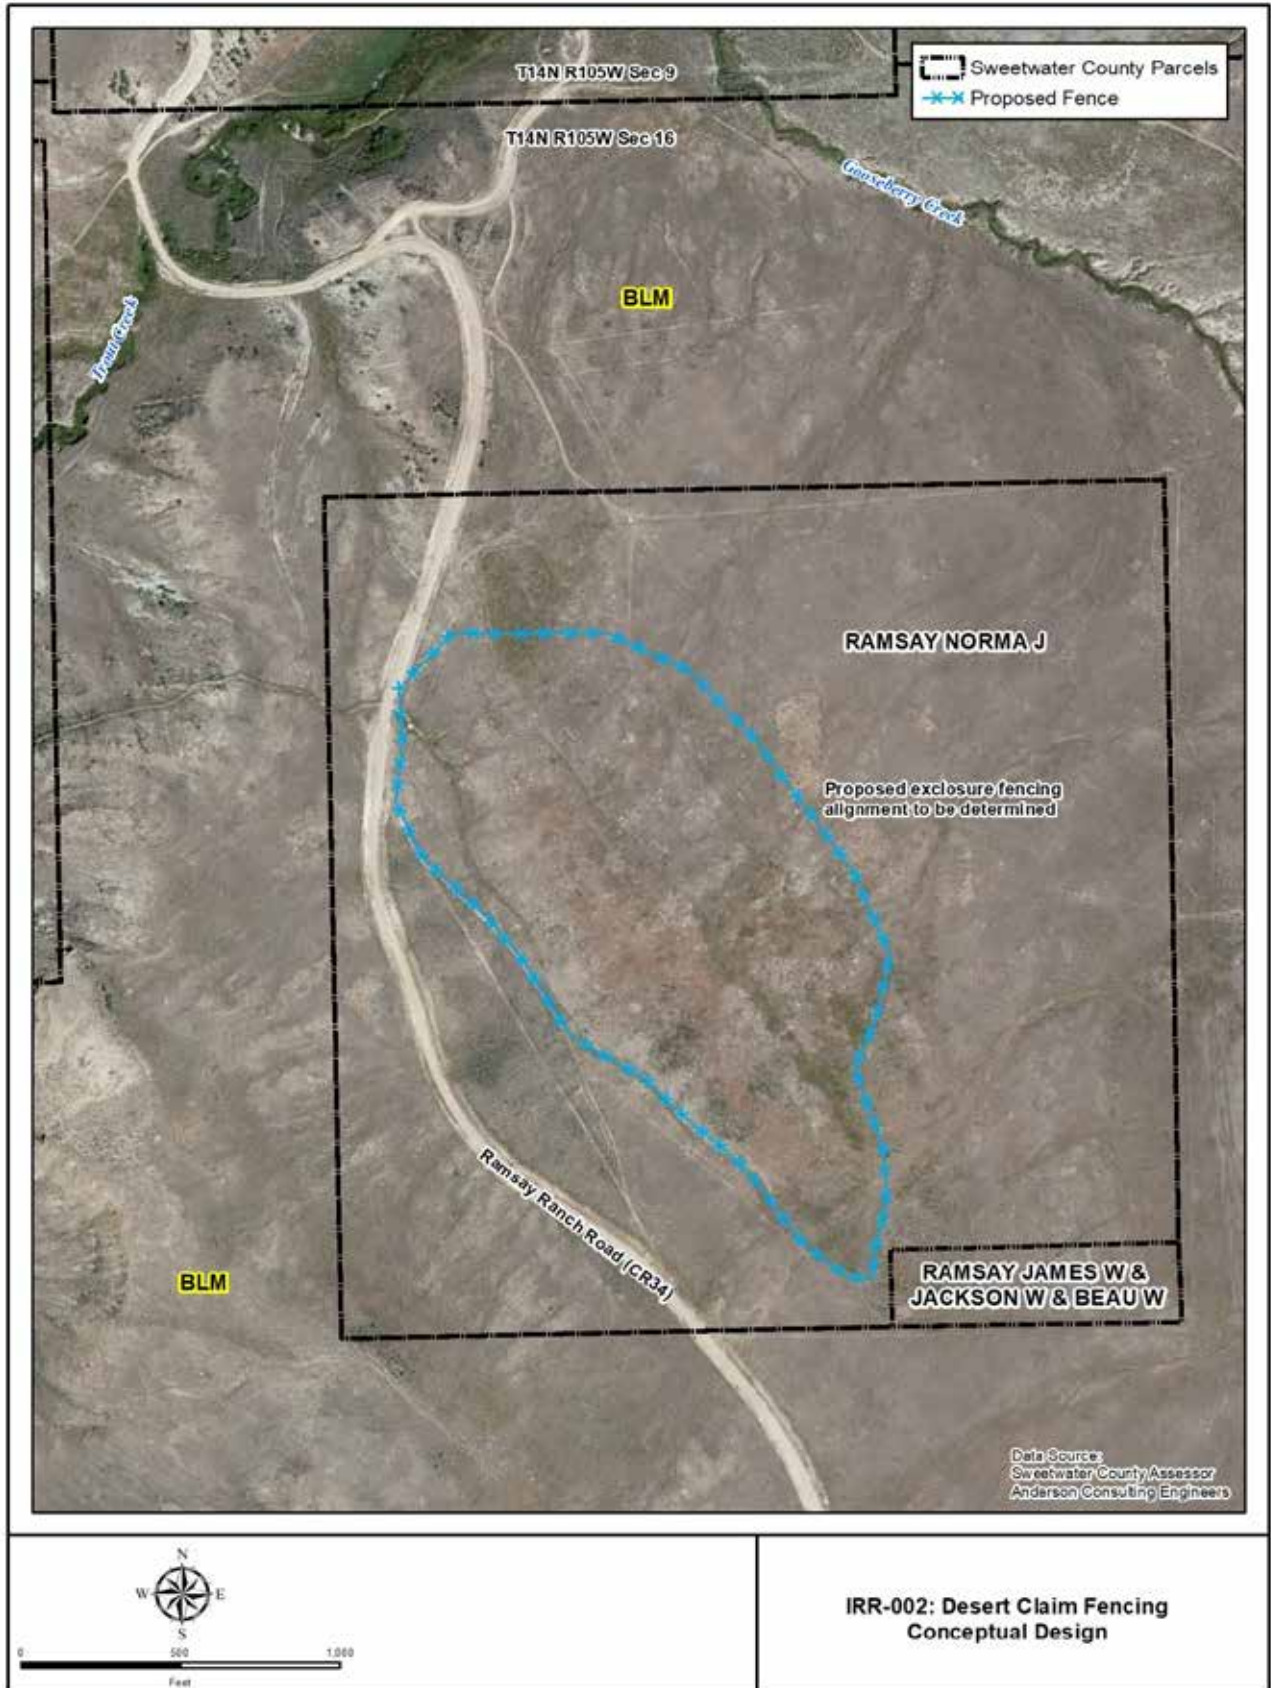 Sweetwater County Parcels
Proposed Fence
T14N R105W Sec 9
T14N R105W Sec 16
Gooseberry Creek
BLM
Trout Creek
RAMSAY NORMA J
Proposed exclosure fencing
alignment to be determined
Ramsay Ranch Road (CR34)
BLM
RAMSAY JAMES W &
JACKSON W & BEAU W
Data Source:
Sweetwater County Assessor
Anderson Consulting Engineers
N
W
E
S
0
500
1,000
Feet
IRR-002: Desert Claim Fencing
Conceptual Design